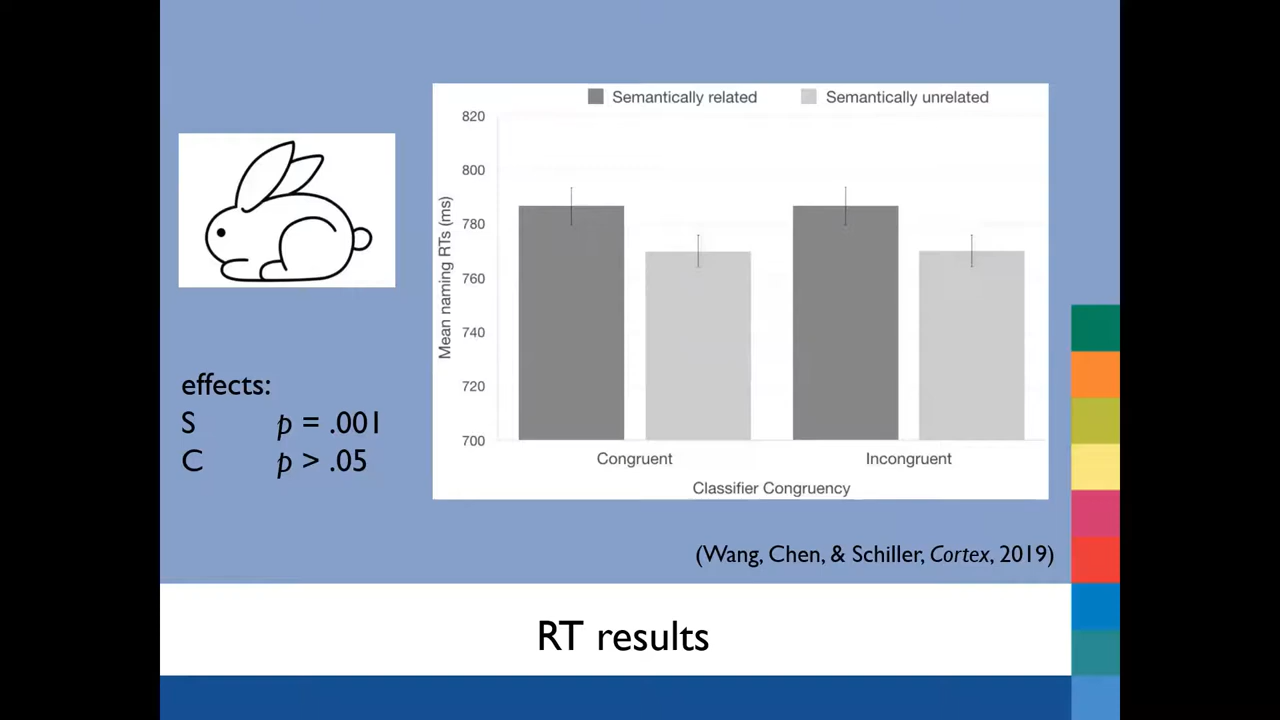 Semantically related Semantically unrelated
820
800
780
760
740
720
700
Mean naming RTs (ms)
Congruent Incongruent
Classifier Congruency
effects:
S p = .001
C p > .05
(Wang, Chen, & Schiller, Cortex, 2019)
RT results